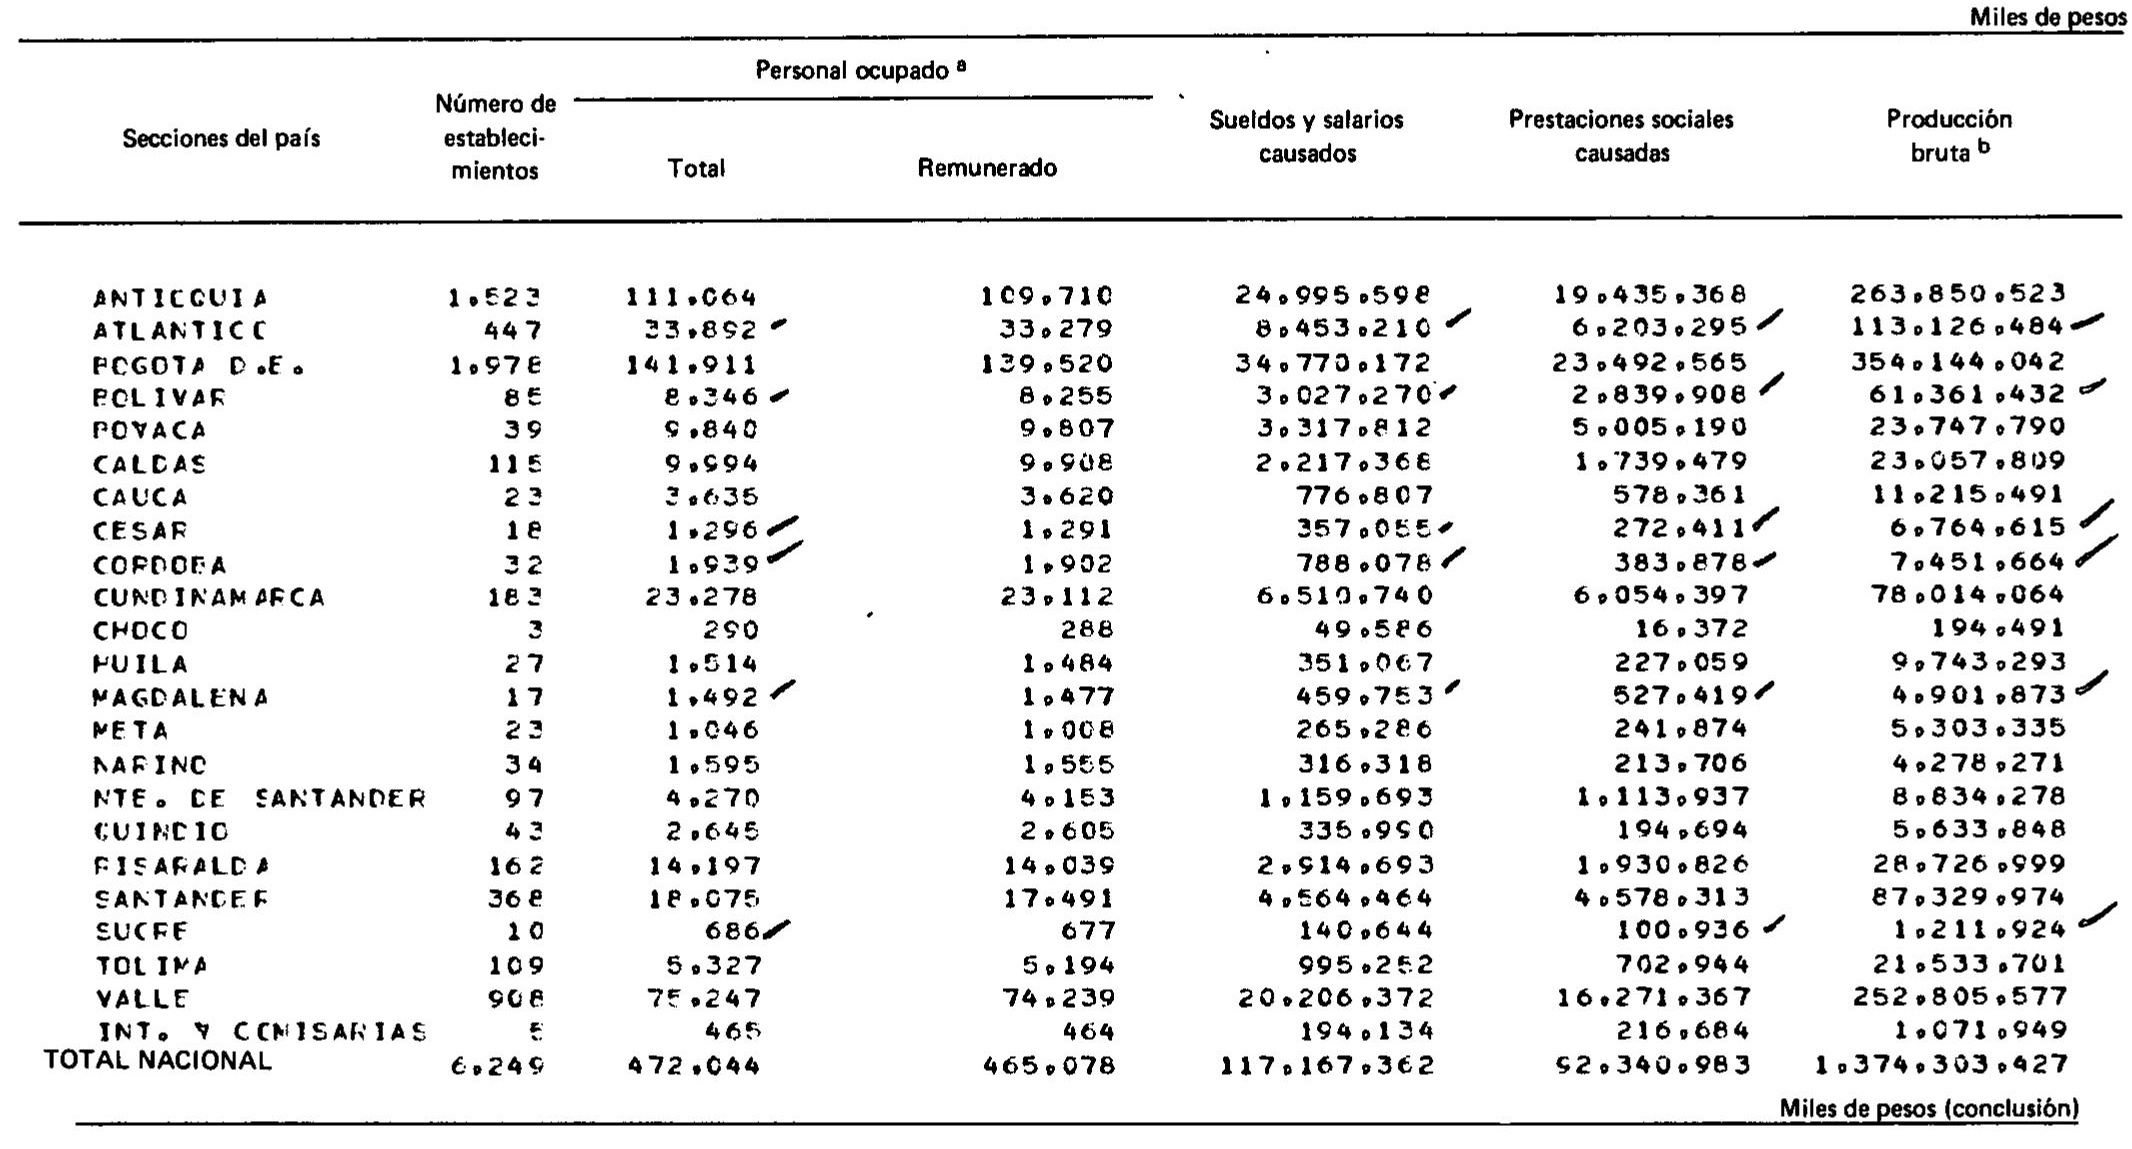 Miles de pesos
Secciones del país
Número de estableci-mientos
Personal ocupado a
Total
Remunerado
Sueldos y salarios causados
Prestaciones sociales causadas
Producción bruta b
ANTIOQUIA 1.523 111.064 109.710 24.995.598 19.435.368 263.850.523
ATLANTICO 447 33.892 33.279 8.453.210 6.203.295 113.126.484
BOGOTA D.E. 1.978 141.911 139.520 34.770.172 23.492.565 354.144.042
BOLIVAR 85 8.346 8.255 3.027.270 2.839.908 61.361.432
BOYACA 39 9.840 9.807 3.317.812 5.005.190 23.747.790
CALDAS 115 9.994 9.908 2.217.368 1.739.479 23.057.809
CAUCA 23 3.635 3.620 776.807 578.361 11.215.491
CESAR 18 1.296 1.291 357.055 272.411 6.764.615
CORDOBA 32 1.939 1.902 788.078 383.878 7.451.664
CUNDINAMARCA 183 23.278 23.112 6.510.740 6.054.397 78.014.064
CHOCO 3 290 288 49.586 16.372 194.491
HUILA 27 1.514 1.484 351.067 227.059 9.743.293
MAGDALENA 17 1.492 1.477 459.753 527.419 4.901.873
META 23 1.046 1.008 265.286 241.874 5.303.335
NARINO 34 1.595 1.555 316.318 213.706 4.278.271
NTE. DE SANTANDER 97 4.270 4.153 1.159.693 1.113.937 8.834.278
QUINDIO 43 2.645 2.605 335.990 194.694 5.633.848
RISARALDA 162 14.197 14.039 2.914.693 1.930.826 28.726.999
SANTANDER 368 18.075 17.491 4.564.464 4.578.313 87.329.974
SUCRE 10 686 677 140.644 100.936 1.211.924
TOLIMA 109 5.327 5.194 995.252 702.944 21.533.701
VALLE 908 75.247 74.239 20.206.372 16.271.367 252.805.577
INT. Y COMISARIAS 5 465 464 194.134 216.684 1.071.949
TOTAL NACIONAL 6.249 472.044 465.078 117.167.362 92.340.983 1.374.303.427
Miles de pesos (conclusión)